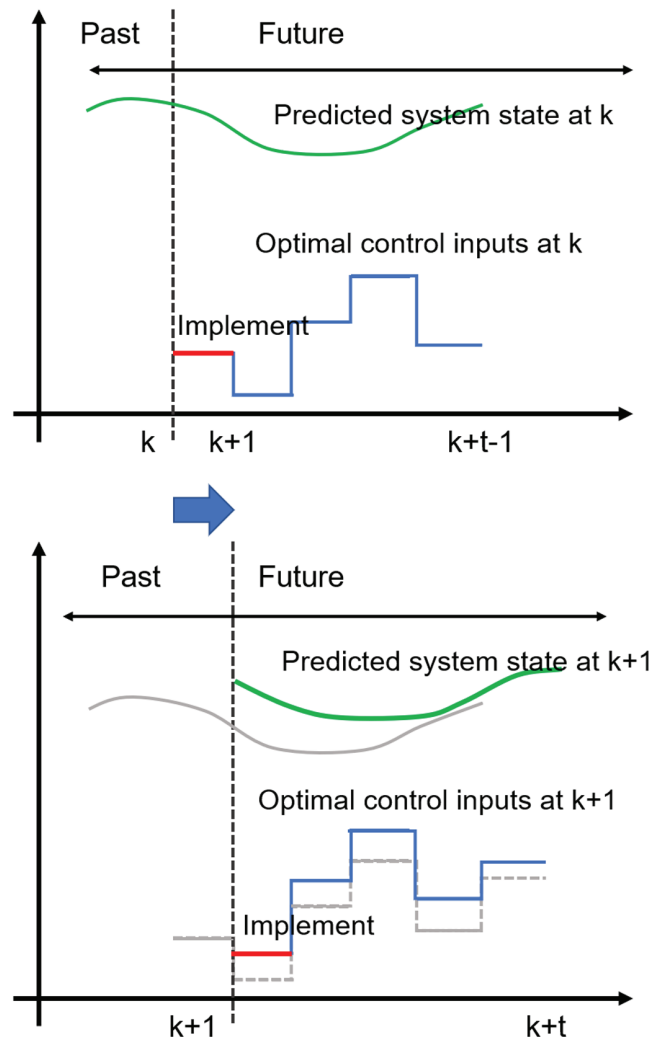 Past Future
Predicted system state at k
Optimal control inputs at k
Implement
k k+1 k+t-1
Past Future
Predicted system state at k+1
Optimal control inputs at k+1
Implement
k+1 k+t